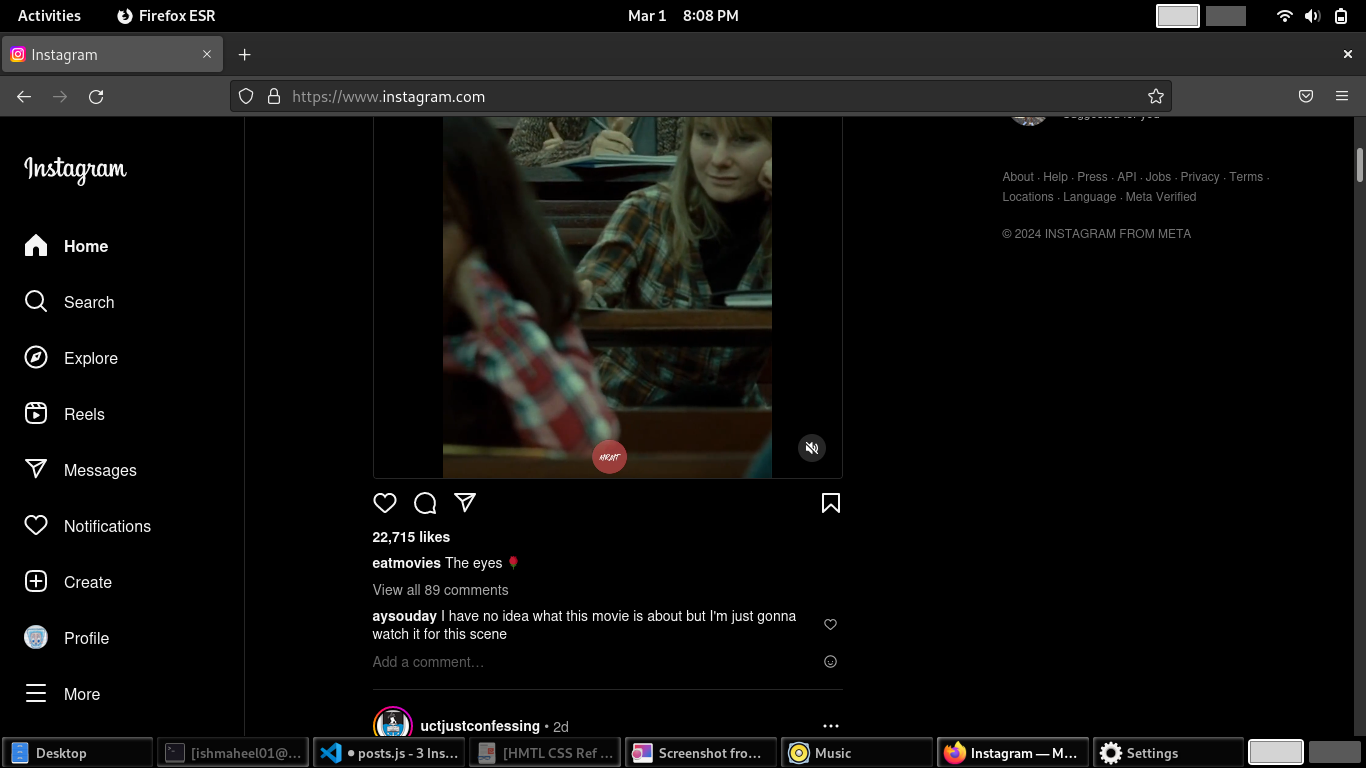 Activities
Firefox ESR
Mar 1 8:08 PM
Instagram
https://www.instagram.com
Suggested for you
Instagram
About · Help · Press · API · Jobs · Privacy · Terms ·
Locations · Language · Meta Verified
© 2024 INSTAGRAM FROM META
Home
Search
Explore
Reels
Messages
Notifications
Create
Profile
More
22,715 likes
eatmovies The eyes 🌹
View all 89 comments
aysouday I have no idea what this movie is about but I'm just gonna
watch it for this scene
Add a comment…
uctjustconfessing • 2d
Desktop
[ishmaheel01@...
● posts.js - 3 Ins...
[HMTL CSS Ref ...
Screenshot fro...
Music
Instagram — M...
Settings